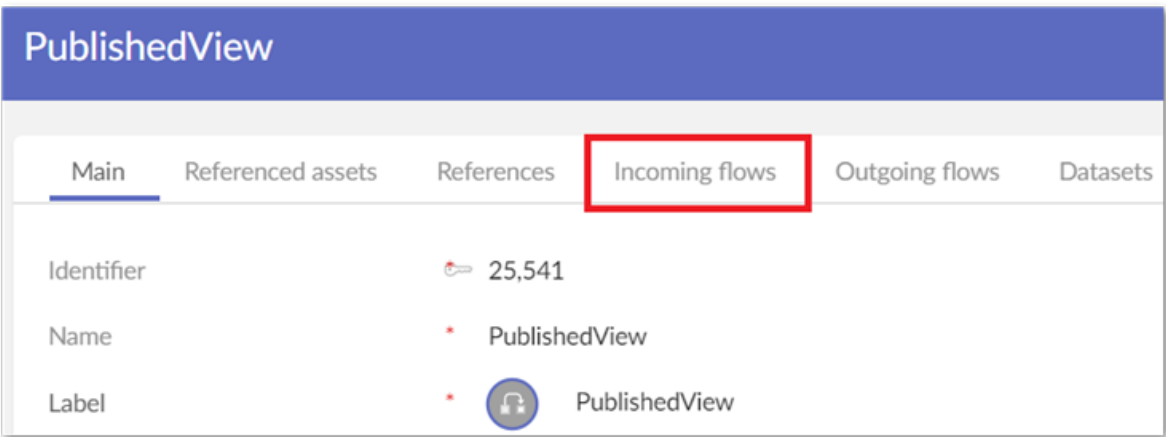 PublishedView
Main Referenced assets References Incoming flows Outgoing flows Datasets
Identifier 25,541
Name * PublishedView
Label * PublishedView